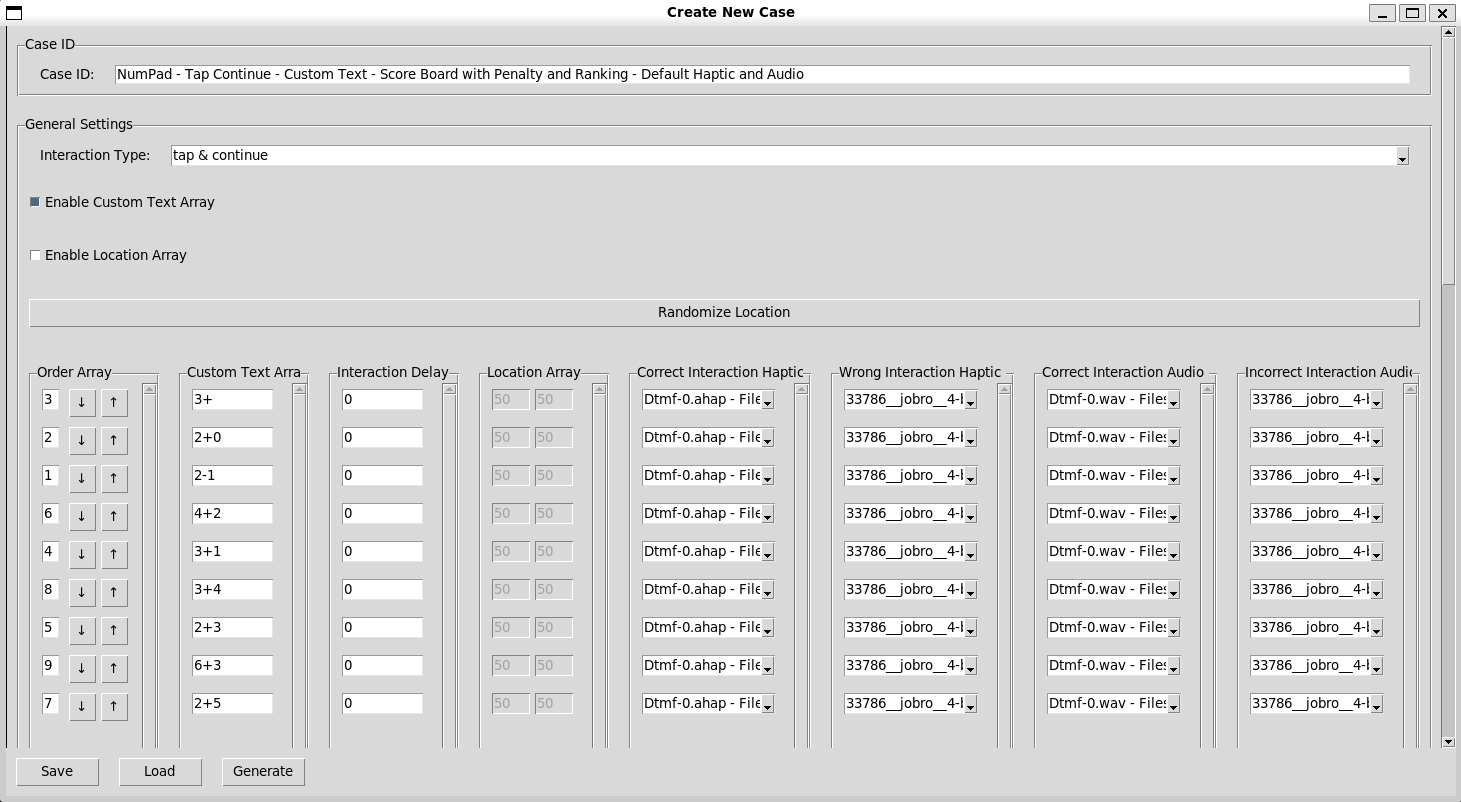 Create New Case
Case ID
Case ID: NumPad - Tap Continue - Custom Text - Score Board with Penalty and Ranking - Default Haptic and Audio
General Settings
Interaction Type: tap & continue
Enable Custom Text Array
Enable Location Array
Randomize Location
Order Array Custom Text Arra Interaction Delay Location Array Correct Interaction Haptic Wrong Interaction Haptic Correct Interaction Audio Incorrect Interaction Audic
3 ↓ ↑ 3+ 0 50 50 Dtmf-0.ahap - File 33786__jobro__4-b Dtmf-0.wav - Files 33786__jobro__4-b
2 ↓ ↑ 2+0 0 50 50 Dtmf-0.ahap - File 33786__jobro__4-b Dtmf-0.wav - Files 33786__jobro__4-b
1 ↓ ↑ 2-1 0 50 50 Dtmf-0.ahap - File 33786__jobro__4-b Dtmf-0.wav - Files 33786__jobro__4-b
6 ↓ ↑ 4+2 0 50 50 Dtmf-0.ahap - File 33786__jobro__4-b Dtmf-0.wav - Files 33786__jobro__4-b
4 ↓ ↑ 3+1 0 50 50 Dtmf-0.ahap - File 33786__jobro__4-b Dtmf-0.wav - Files 33786__jobro__4-b
8 ↓ ↑ 3+4 0 50 50 Dtmf-0.ahap - File 33786__jobro__4-b Dtmf-0.wav - Files 33786__jobro__4-b
5 ↓ ↑ 2+3 0 50 50 Dtmf-0.ahap - File 33786__jobro__4-b Dtmf-0.wav - Files 33786__jobro__4-b
9 ↓ ↑ 6+3 0 50 50 Dtmf-0.ahap - File 33786__jobro__4-b Dtmf-0.wav - Files 33786__jobro__4-b
7 ↓ ↑ 2+5 0 50 50 Dtmf-0.ahap - File 33786__jobro__4-b Dtmf-0.wav - Files 33786__jobro__4-b
Save Load Generate